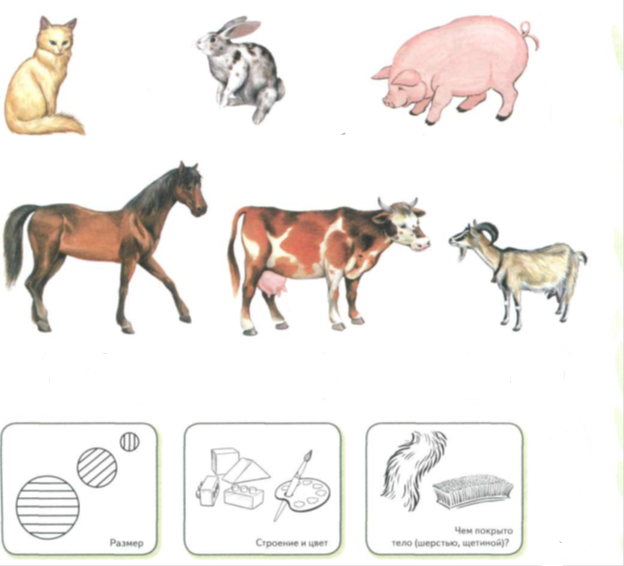 Размер
Строение и цвет
Чем покрыто
тело (шерстью, щетиной)?